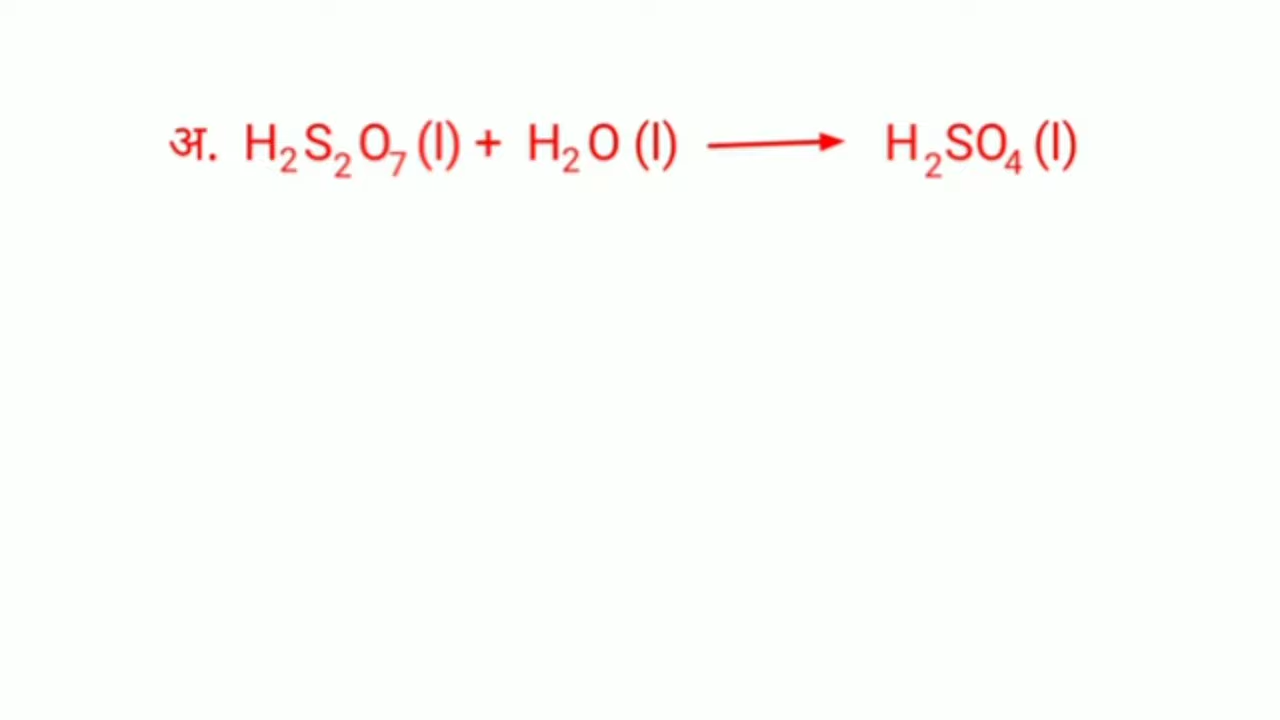 अ. H₂S₂O₇ (l) + H₂O (l) ⟶ H₂SO₄ (l)